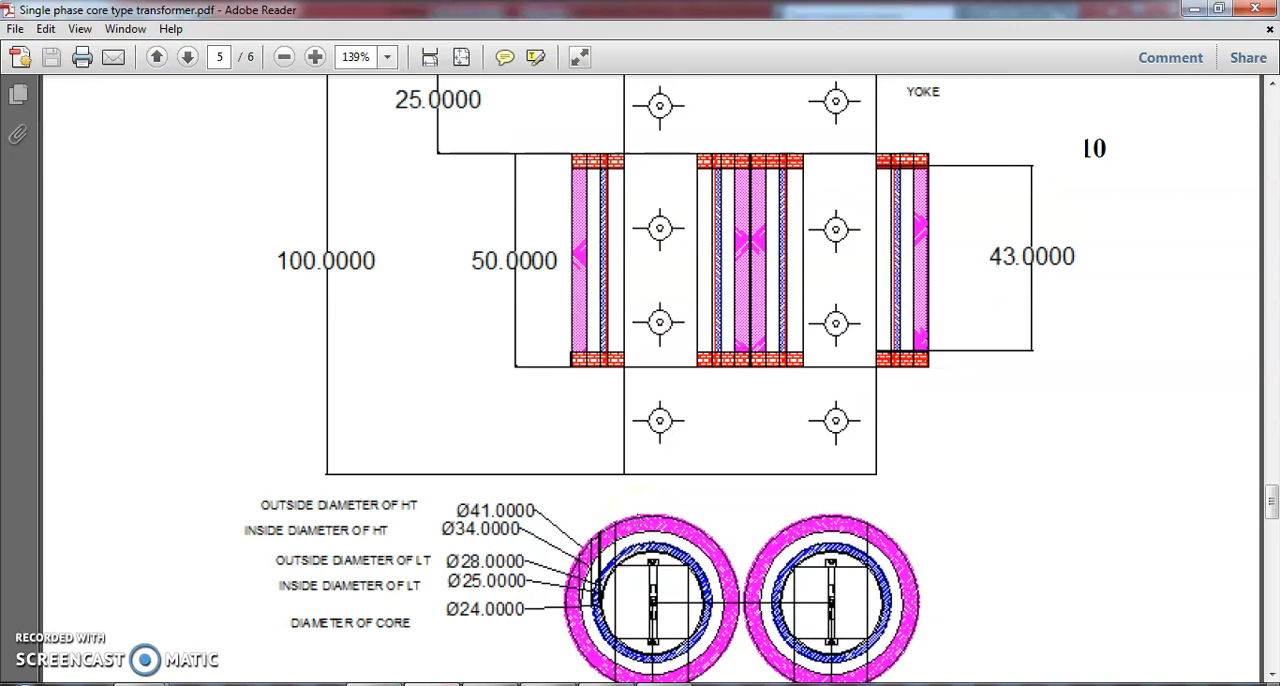 Single phase core type transformer.pdf - Adobe Reader
File Edit View Window Help
5 / 6 139% Comment Share
25.0000
YOKE
10
100.0000
50.0000
43.0000
OUTSIDE DIAMETER OF HT Ø41.0000
INSIDE DIAMETER OF HT Ø34.0000
OUTSIDE DIAMETER OF LT Ø28.0000
INSIDE DIAMETER OF LT Ø25.0000
DIAMETER OF CORE Ø24.0000
RECORDED WITH
SCREENCAST MATIC